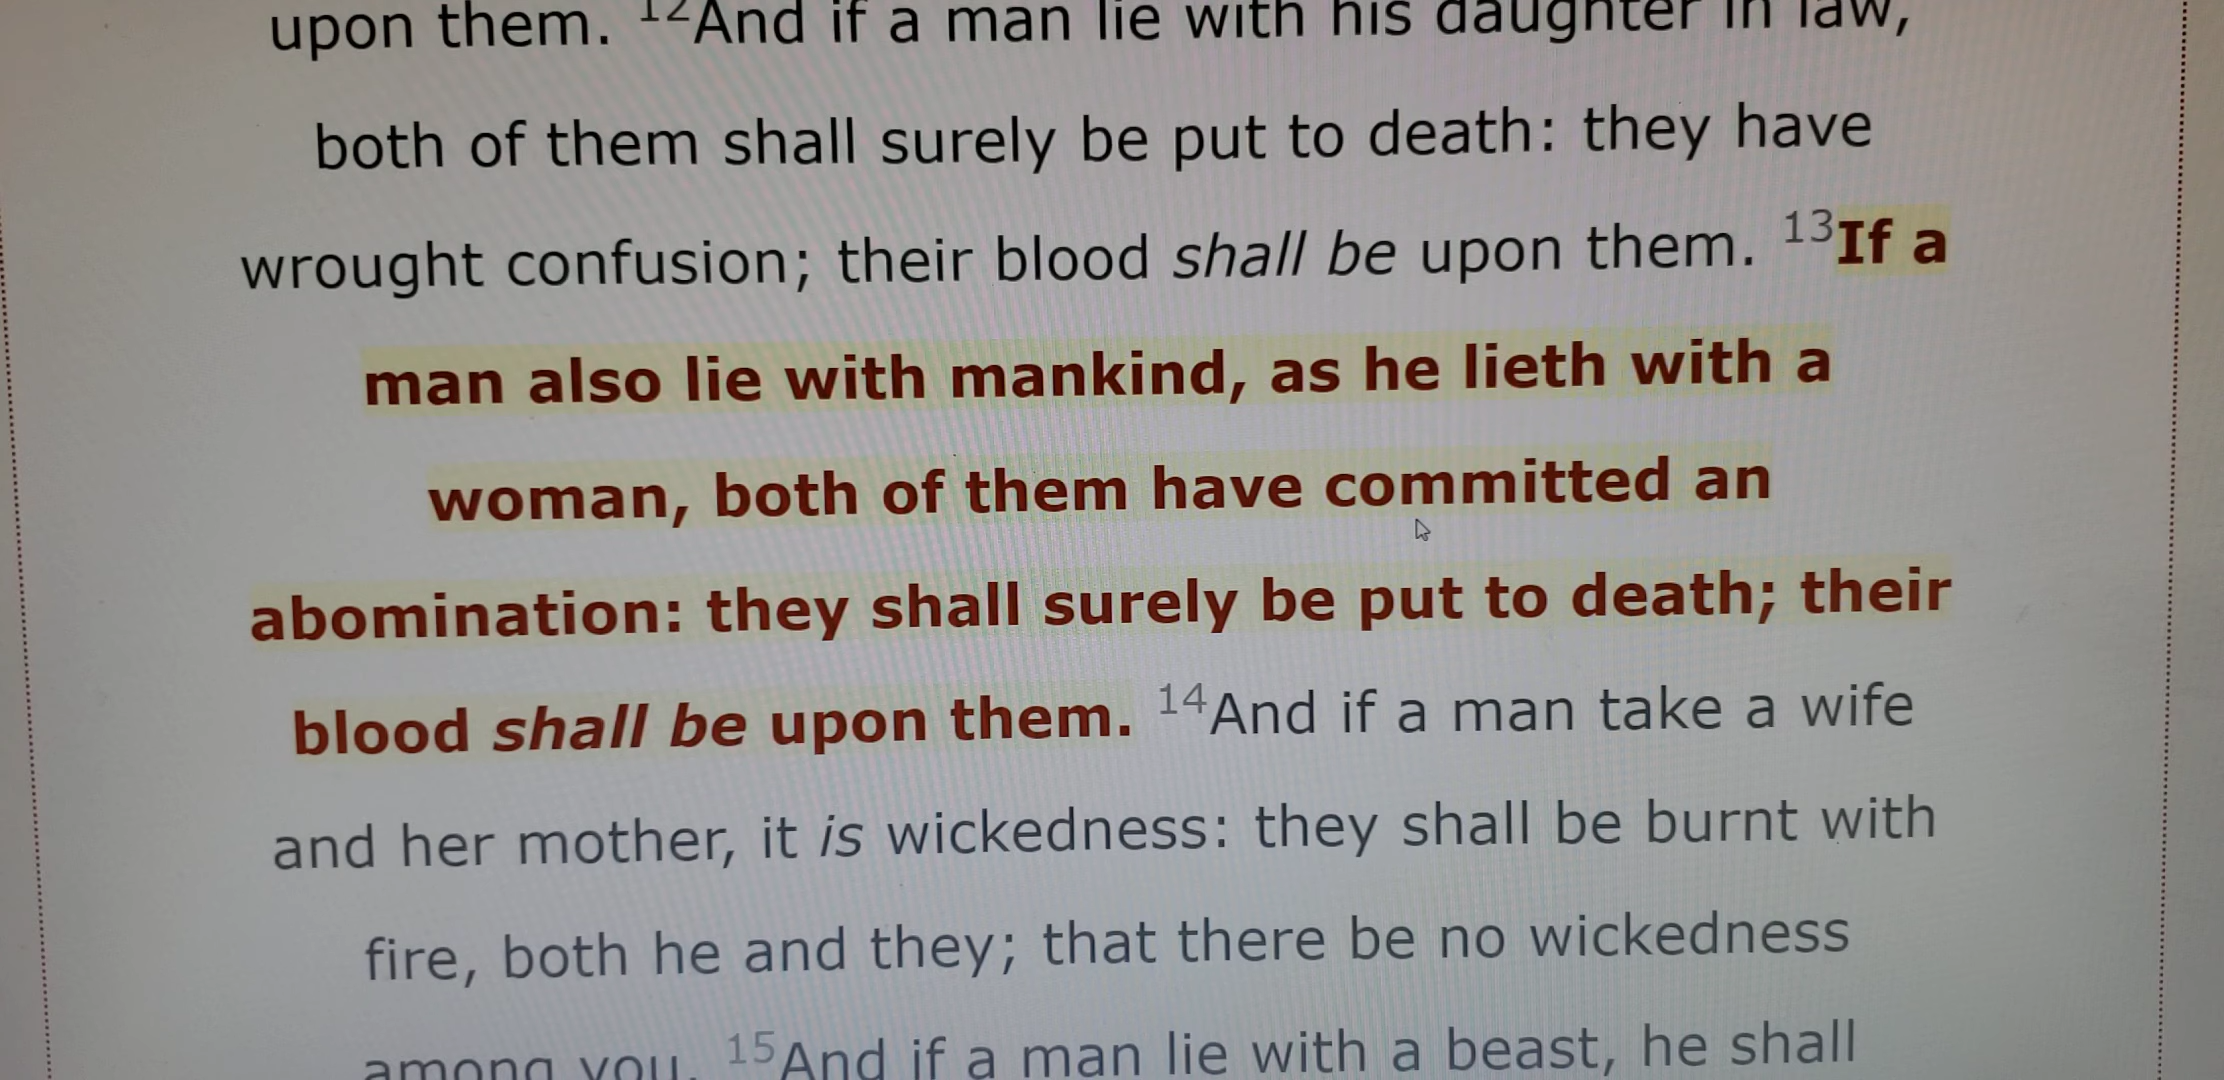 upon them. 12And if a man lie with his daughter in law,
both of them shall surely be put to death: they have
wrought confusion; their blood shall be upon them. 13If a
man also lie with mankind, as he lieth with a
woman, both of them have committed an
abomination: they shall surely be put to death; their
blood shall be upon them. 14And if a man take a wife
and her mother, it is wickedness: they shall be burnt with
fire, both he and they; that there be no wickedness
among you. 15And if a man lie with a beast, he shall